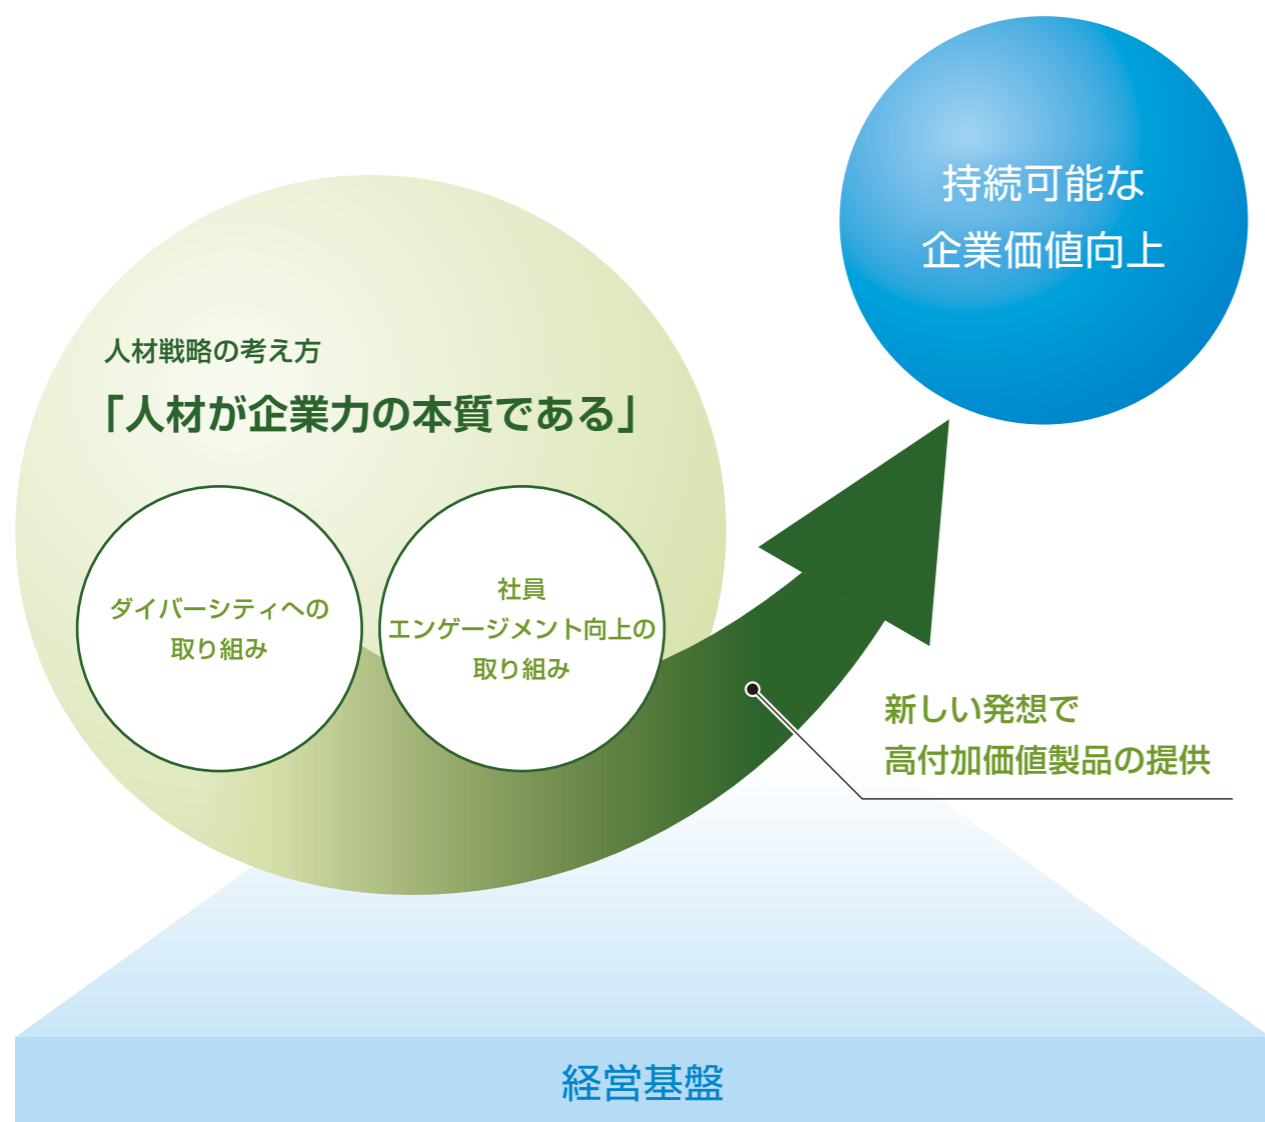 持続可能な
企業価値向上
人材戦略の考え方
「人材が企業力の本質である」
ダイバーシティへの
取り組み
社員
エンゲージメント向上の
取り組み
新しい発想で
高付加価値製品の提供
経営基盤